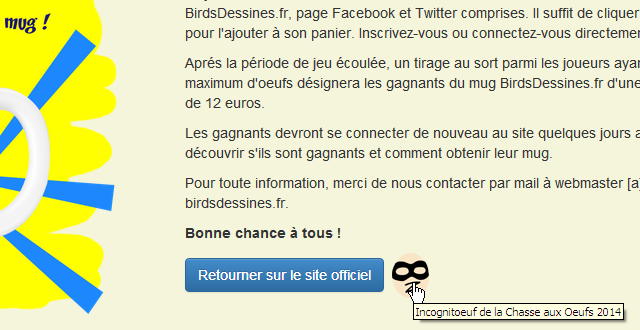 mug !
BirdsDessines.fr, page Facebook et Twitter comprises. Il suffit de cliquer
pour l'ajouter à son panier. Inscrivez-vous ou connectez-vous directement
Aprés la période de jeu écoulée, un tirage au sort parmi les joueurs
maximum d'oeufs désignera les gagnants du mug BirdsDessines.fr d'une
de 12 euros.
Les gagnants devront se connecter de nouveau au site quelques jours
découvrir s'ils sont gagnants et comment obtenir leur mug.
Pour toute information, merci de nous contacter par mail à webmaster [a]
birdsdessines.fr.
Bonne chance à tous !
Retourner sur le site officiel
Incognitoeuf de la Chasse aux Oeufs 2014